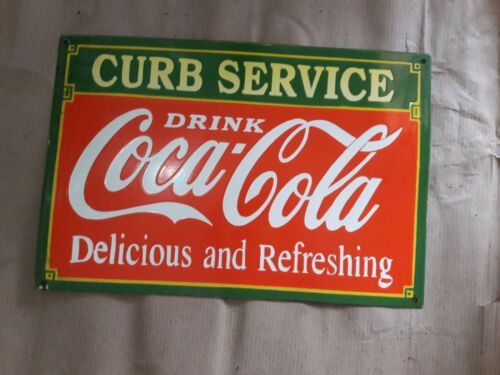 CURB SERVICE
DRINK
Coca-Cola
Delicious and Refreshing